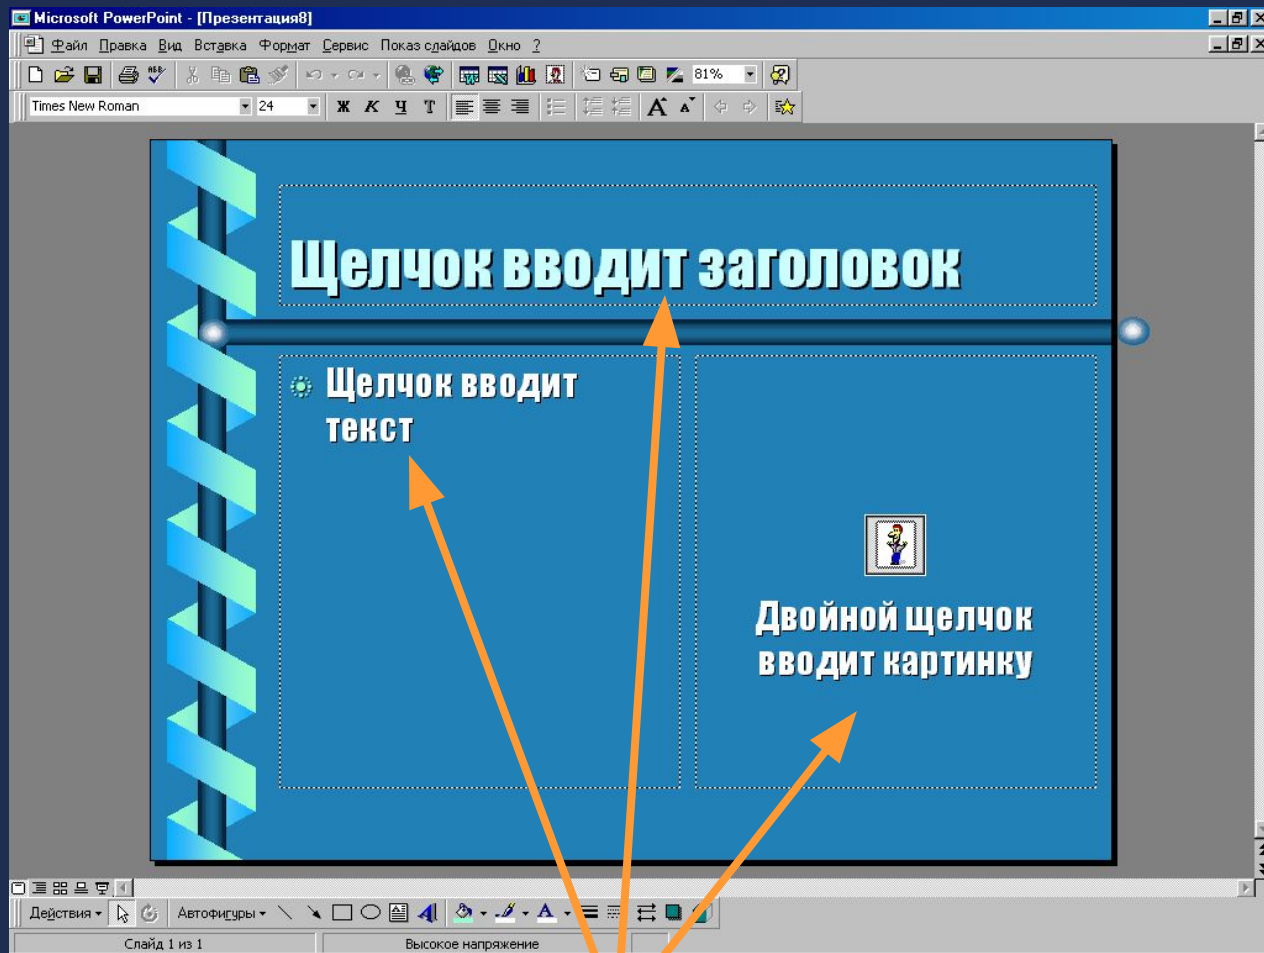 Microsoft PowerPoint - [Презентация8]
Файл Правка Вид Вставка Формат Сервис Показ слайдов Окно ?
81%
Times New Roman 24 Ж К Ч Т
Щелчок вводит заголовок
Щелчок вводит
текст
Двойной щелчок
вводит картинку
Действия Автофигуры
Слайд 1 из 1 Высокое напряжение